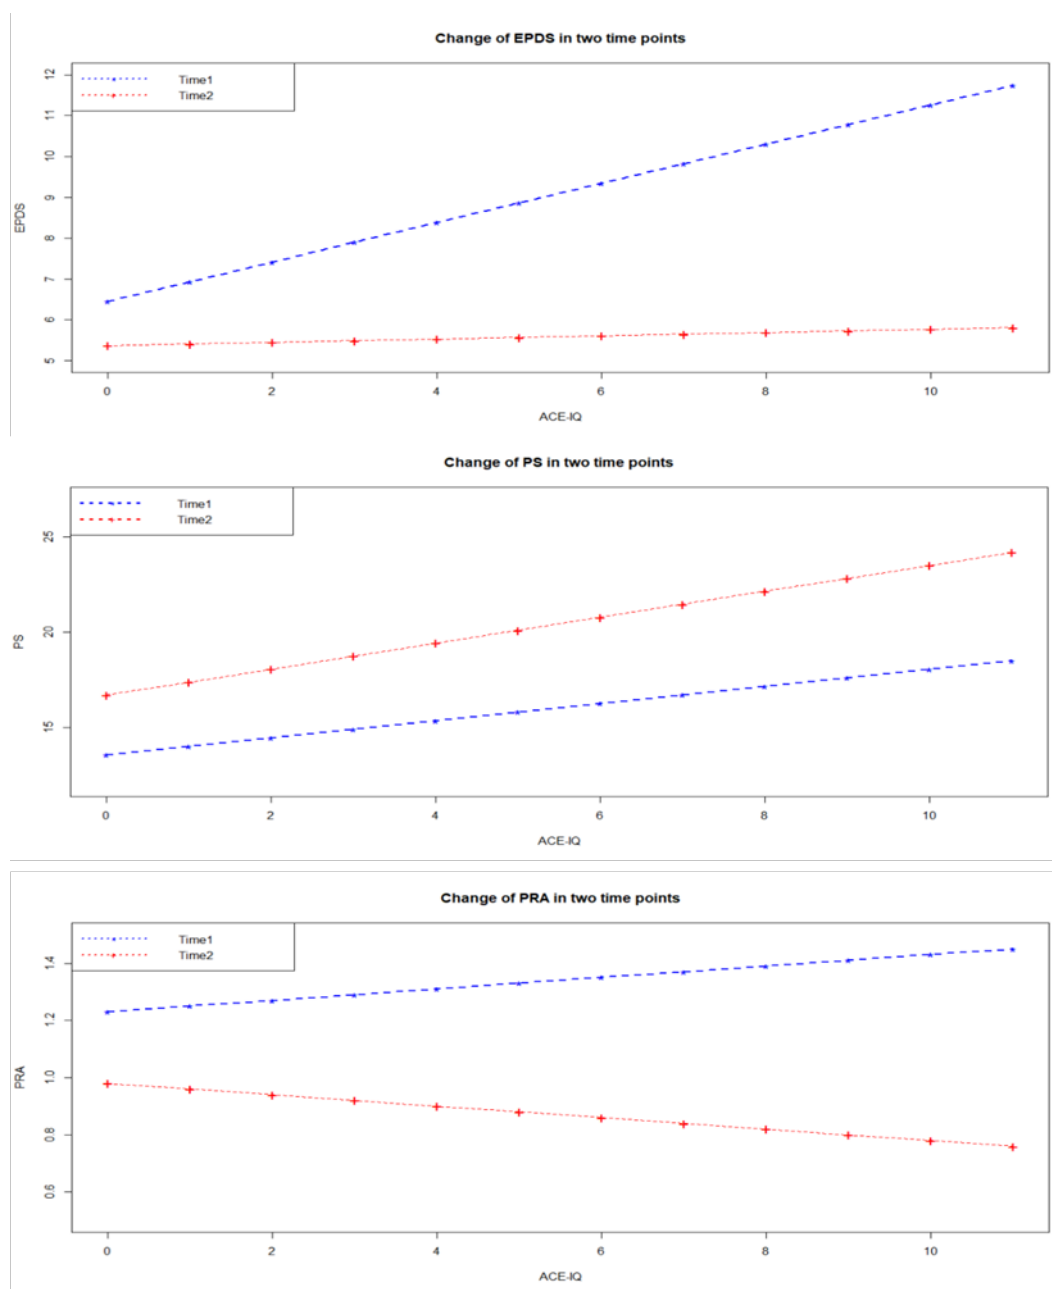 Change of EPDS in two time points
Time1
Time2
EPDS
12
11
10
9
8
7
6
5
0 2 4 6 8 10
ACE-IQ
Change of PS in two time points
Time1
Time2
PS
25
20
15
0 2 4 6 8 10
ACE-IQ
Change of PRA in two time points
Time1
Time2
PRA
1.4
1.2
1.0
0.8
0.6
0 2 4 6 8 10
ACE-IQ